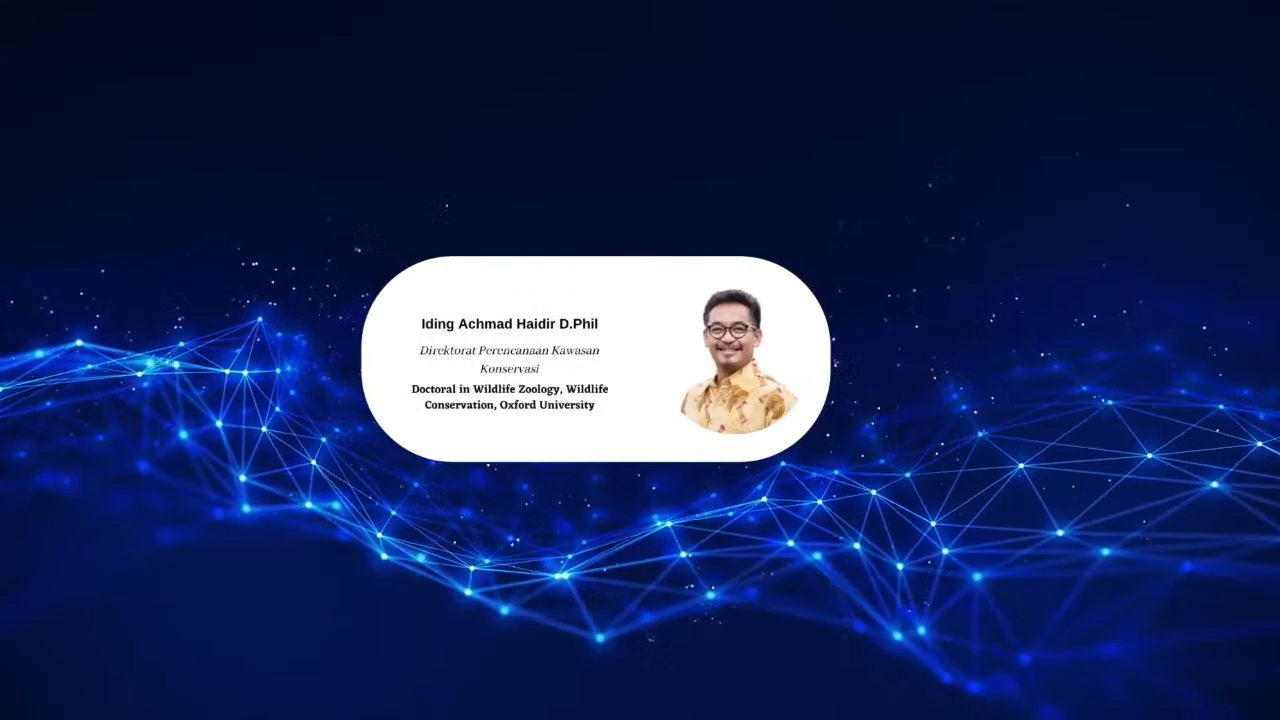 Iding Achmad Haidir D.Phil
Direktorat Perencanaan Kawasan
Konservasi
Doctoral in Wildlife Zoology, Wildlife
Conservation, Oxford University